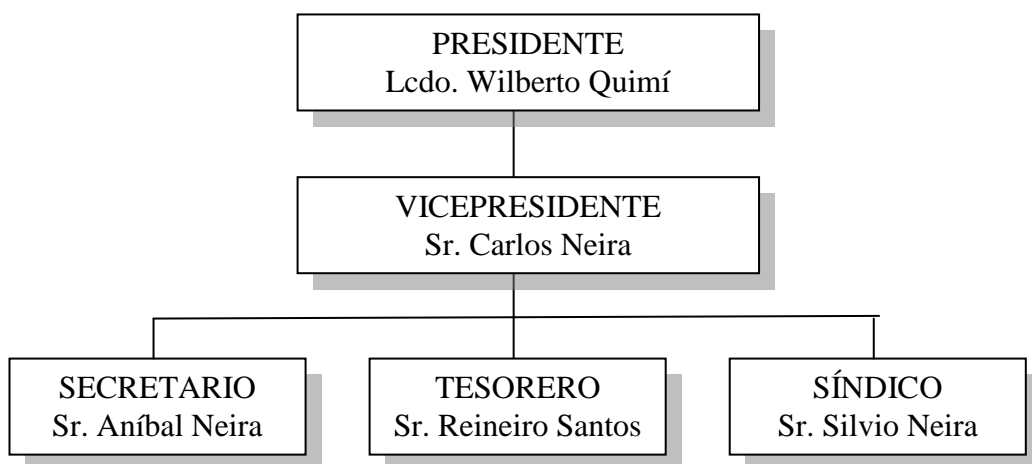 PRESIDENTE
Lcdo. Wilberto Quimí
VICEPRESIDENTE
Sr. Carlos Neira
SECRETARIO
Sr. Aníbal Neira
TESORERO
Sr. Reineiro Santos
SÍNDICO
Sr. Silvio Neira